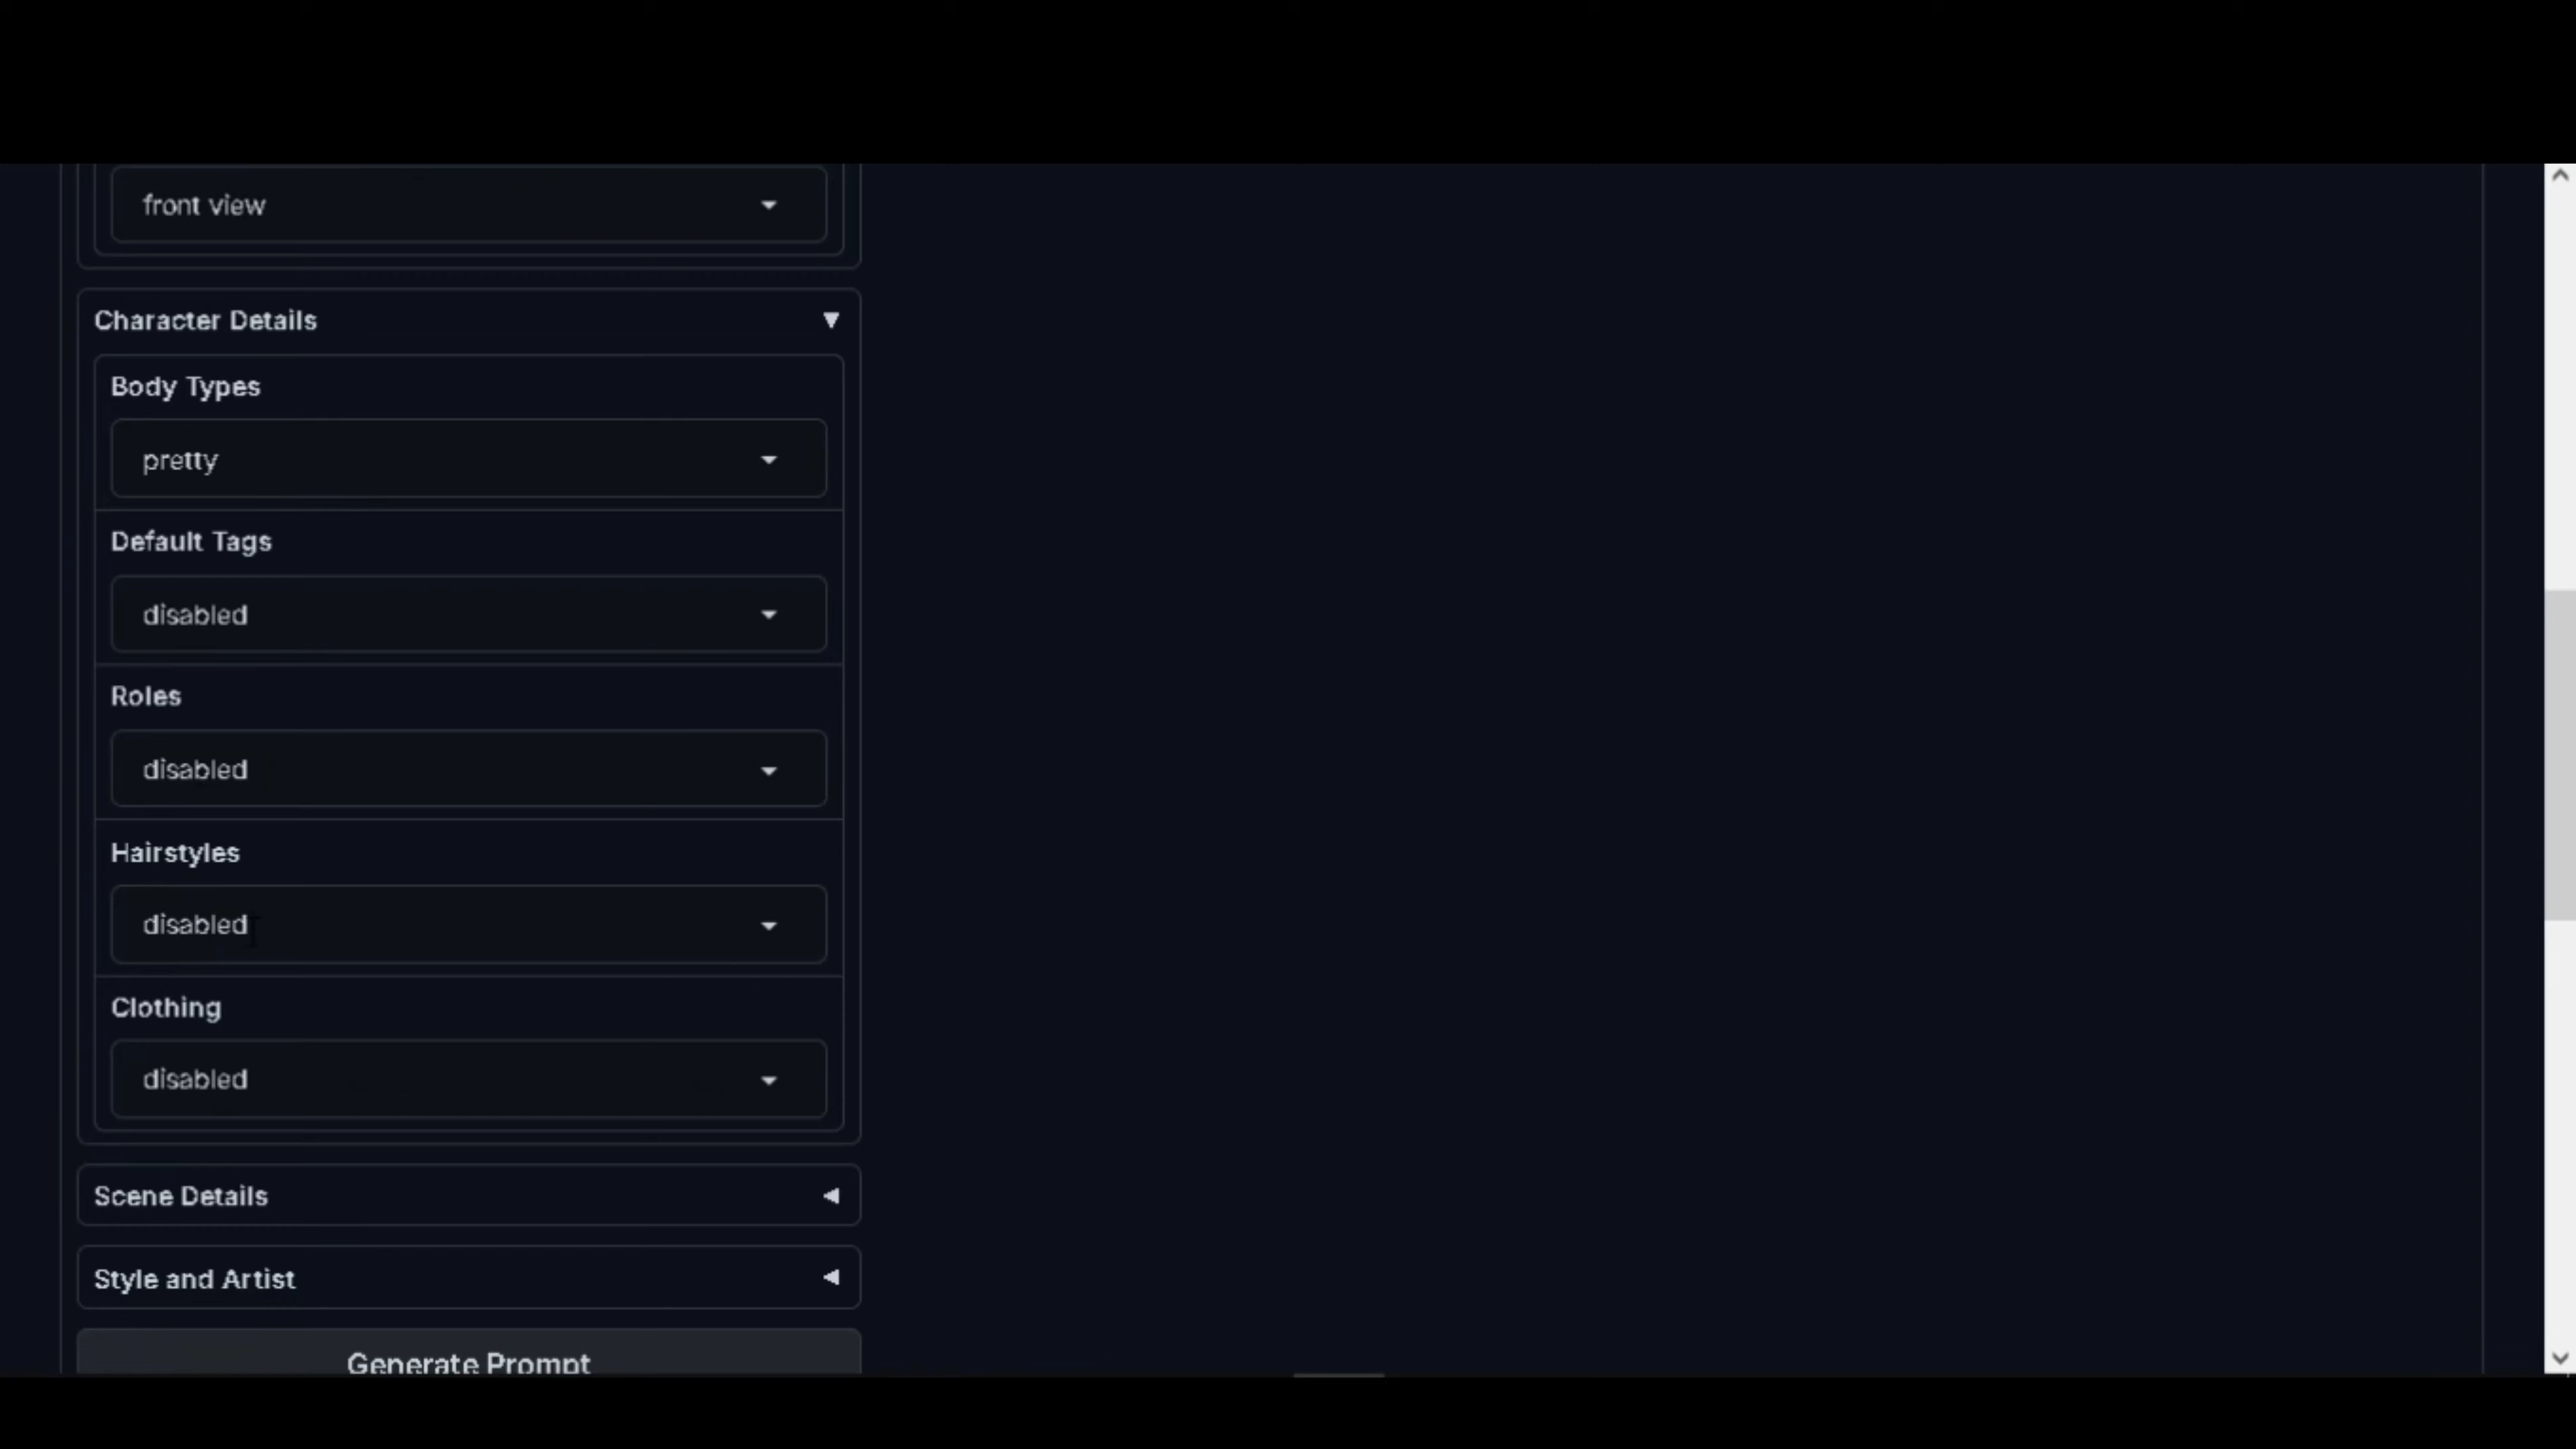 front view
Character Details
Body Types
pretty
Default Tags
disabled
Roles
disabled
Hairstyles
disabled
Clothing
disabled
Scene Details
Style and Artist
Generate Prompt